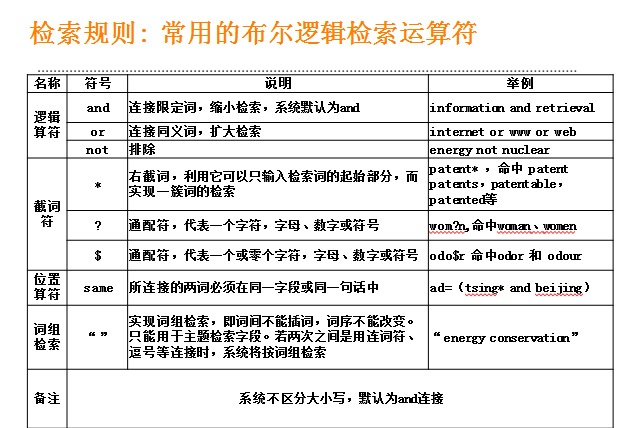 检索规则：常用的布尔逻辑检索运算符
名称 符号 说明 举例
逻辑算符 and 连接限定词，缩小检索，系统默认为and information and retrieval
or 连接同义词，扩大检索 internet or www or web
not 排除 energy not nuclear
截词符 * 右截词，利用它可以只输入检索词的起始部分，而
实现一簇词的检索
patent* ，命中 patent
patents，patentable，
patented等
? 通配符，代表一个字符，字母、数字或符号 wom?n,命中woman、women
$ 通配符，代表一个或零个字符，字母、数字或符号 odo$r 命中odor 和 odour
位置算符 same 所连接的两词必须在同一字段或同一句话中 ad=（tsing* and beijing）
词组检索 “ ” 实现词组检索，即词间不能插词，词序不能改变。
只能用于主题检索字段。若两次之间是用连词符、
逗号等连接时，系统将按词组检索
“energy conservation”
备注 系统不区分大小写，默认为and连接